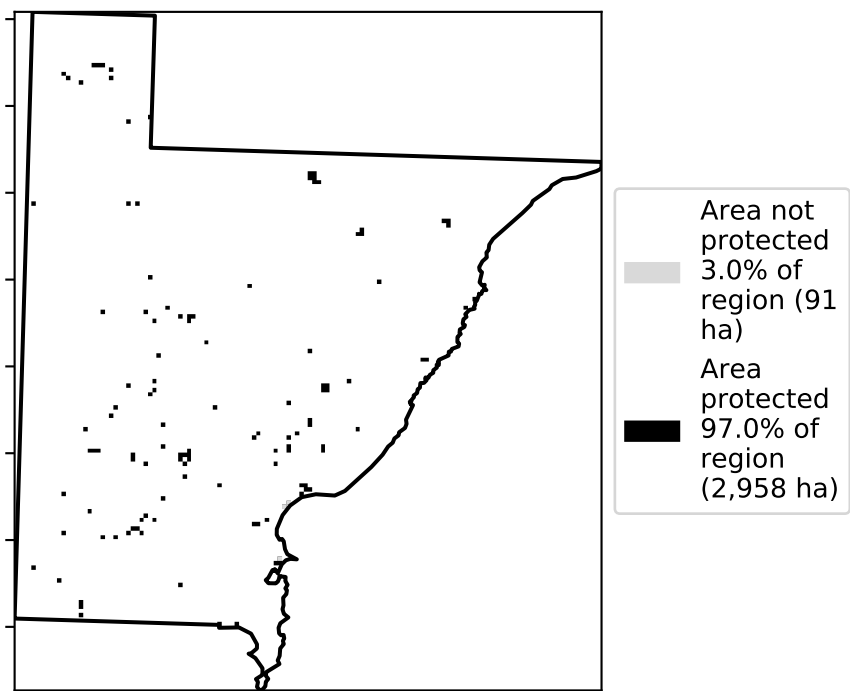 Area not
protected
3.0% of
region (91
ha)
Area
protected
97.0% of
region
(2,958 ha)